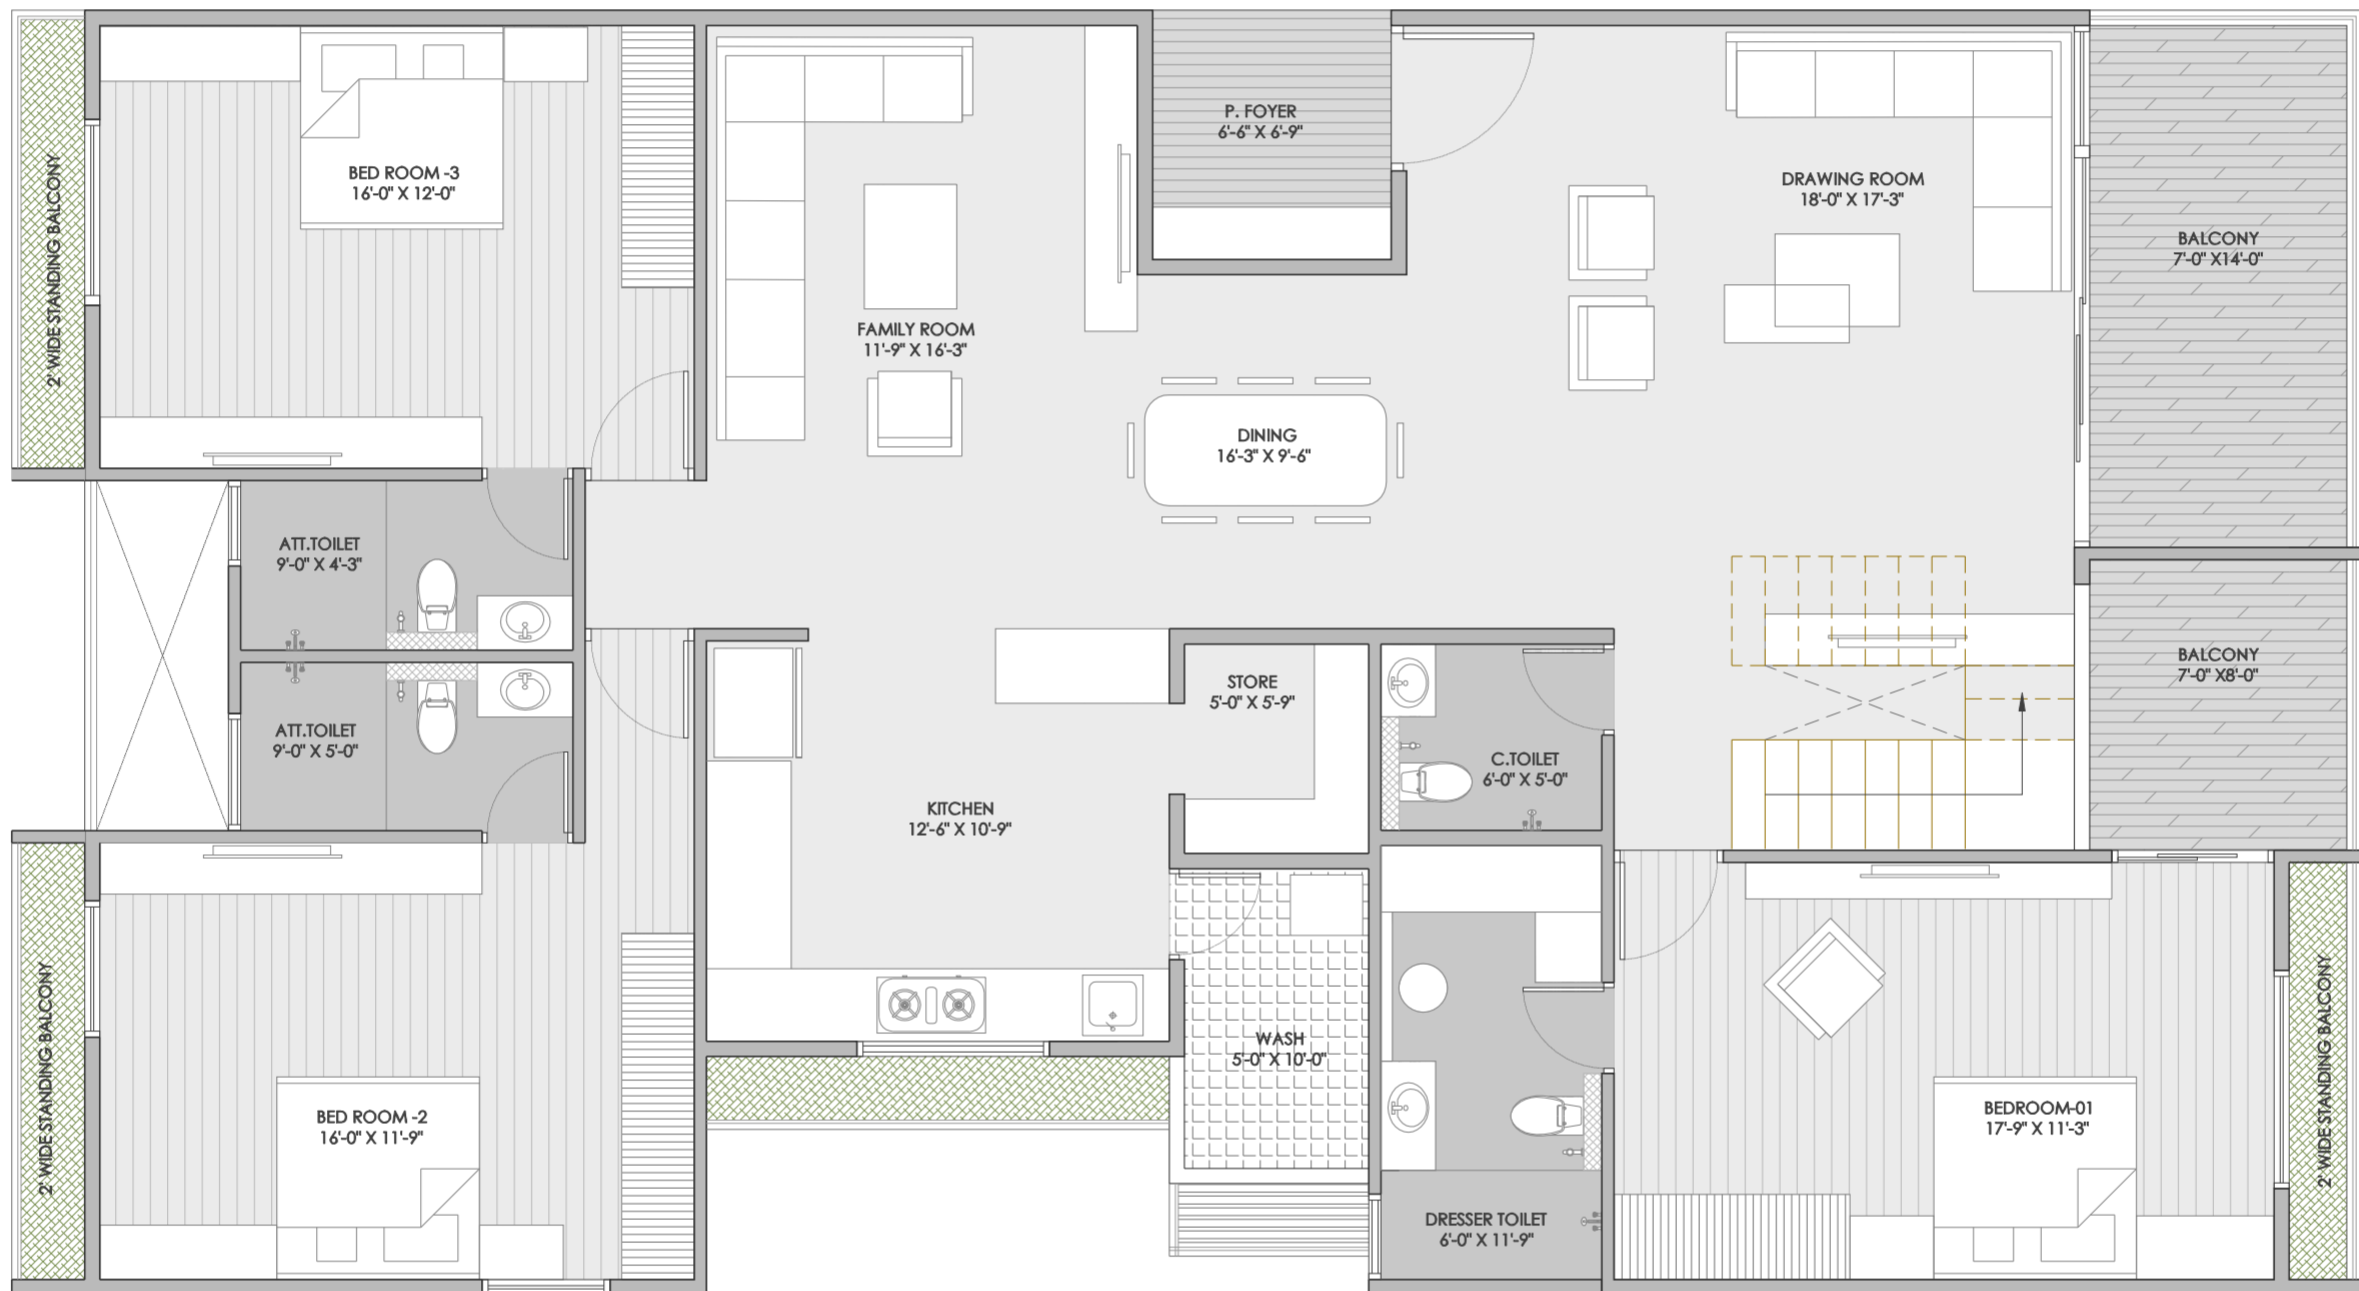 P. FOYER
6'-6" X 6'-9"
BED ROOM -3
16'-0" X 12'-0"
DRAWING ROOM
18'-0" X 17'-3"
BALCONY
7'-0" X14'-0"
2' WIDE STANDING BALCONY
FAMILY ROOM
11'-9" X 16'-3"
DINING
16'-3" X 9'-6"
ATT.TOILET
9'-0" X 4'-3"
BALCONY
7'-0" X8'-0"
STORE
5'-0" X 5'-9"
ATT.TOILET
9'-0" X 5'-0"
C.TOILET
6'-0" X 5'-0"
KITCHEN
12'-6" X 10'-9"
WASH
5'-0" X 10'-0"
2' WIDE STANDING BALCONY
BED ROOM -2
16'-0" X 11'-9"
BEDROOM-01
17'-9" X 11'-3"
2' WIDE STANDING BALCONY
DRESSER TOILET
6'-0" X 11'-9"